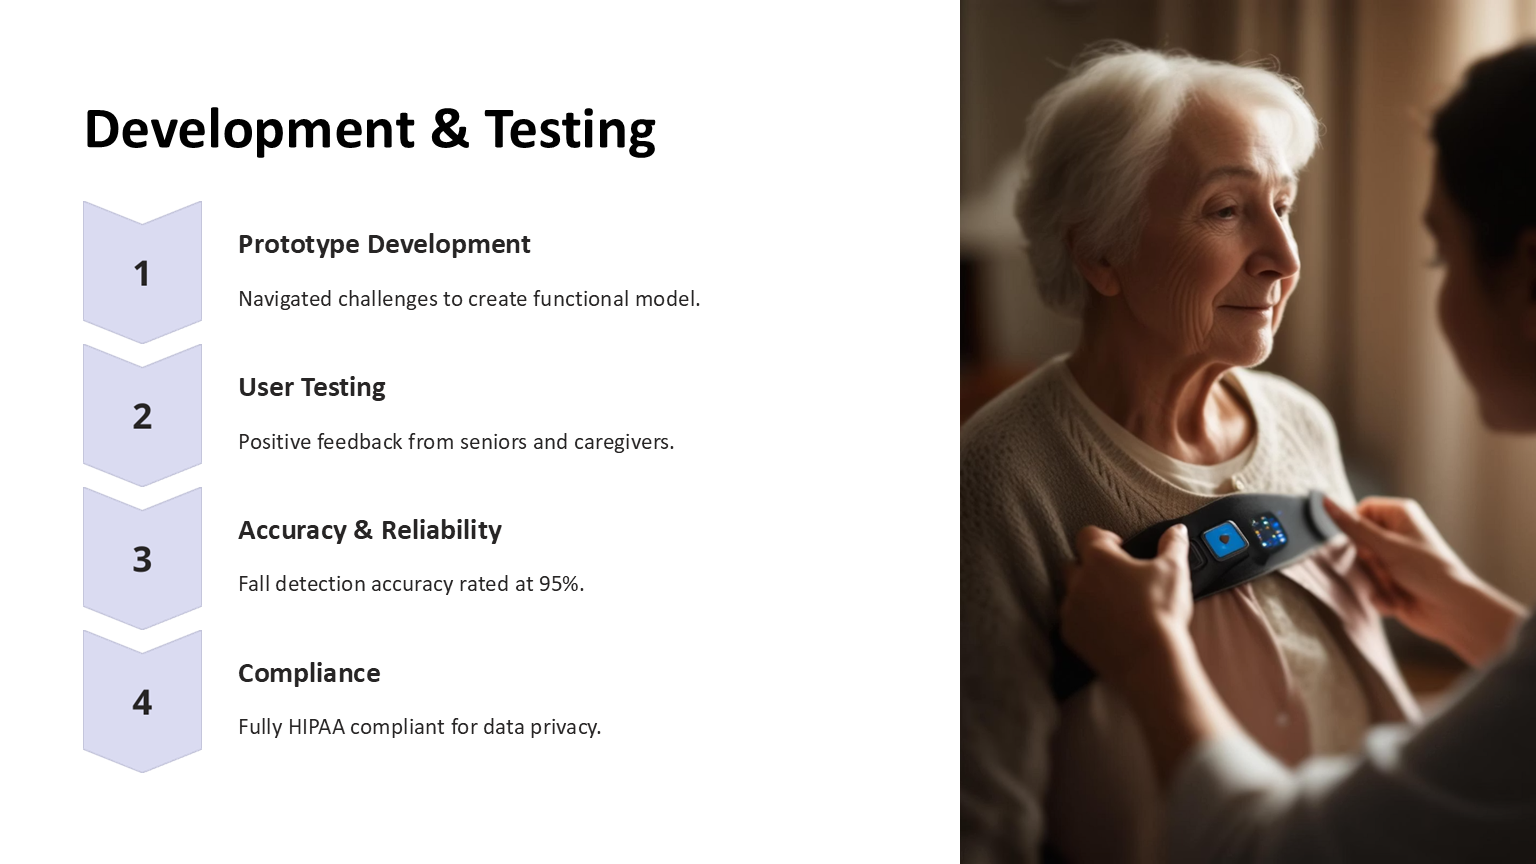 Development & Testing
1
Prototype Development
Navigated challenges to create functional model.
2
User Testing
Positive feedback from seniors and caregivers.
3
Accuracy & Reliability
Fall detection accuracy rated at 95%.
4
Compliance
Fully HIPAA compliant for data privacy.